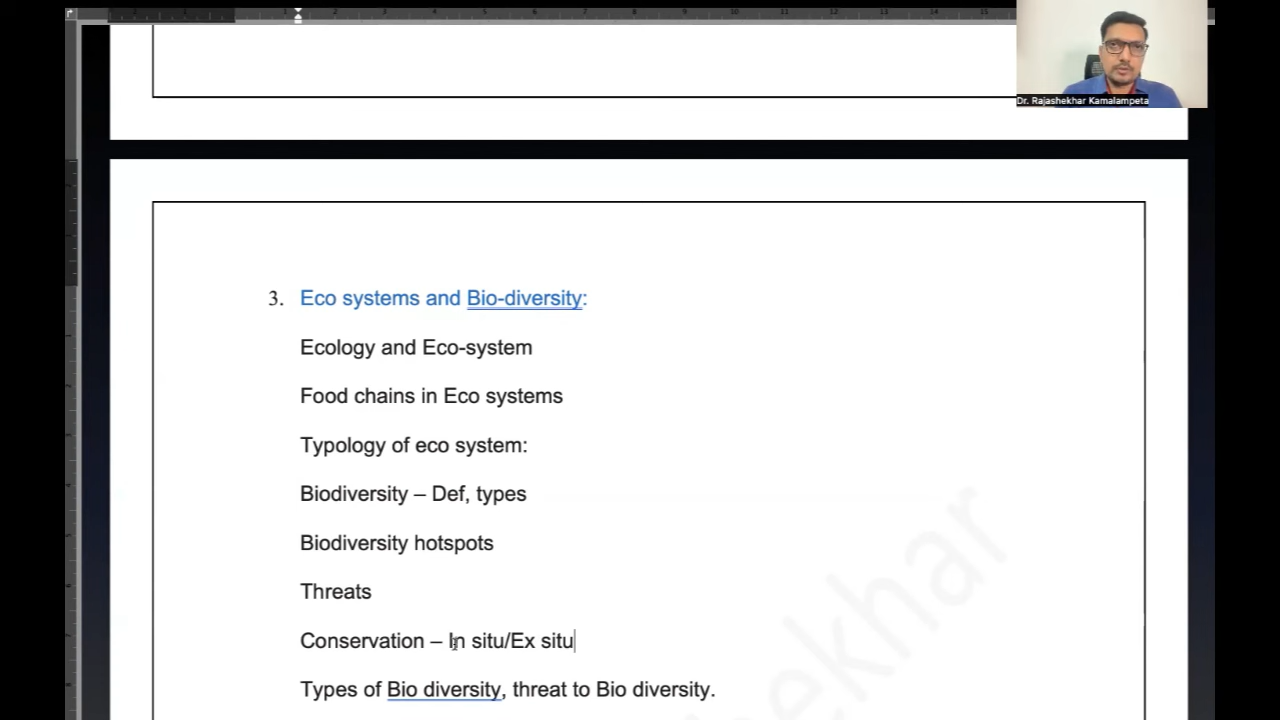 Dr. Rajashekhar Kamalampeta
3. Eco systems and Bio-diversity:
Ecology and Eco-system
Food chains in Eco systems
Typology of eco system:
Biodiversity – Def, types
Biodiversity hotspots
Threats
Conservation – In situ/Ex situ
Types of Bio diversity, threat to Bio diversity.